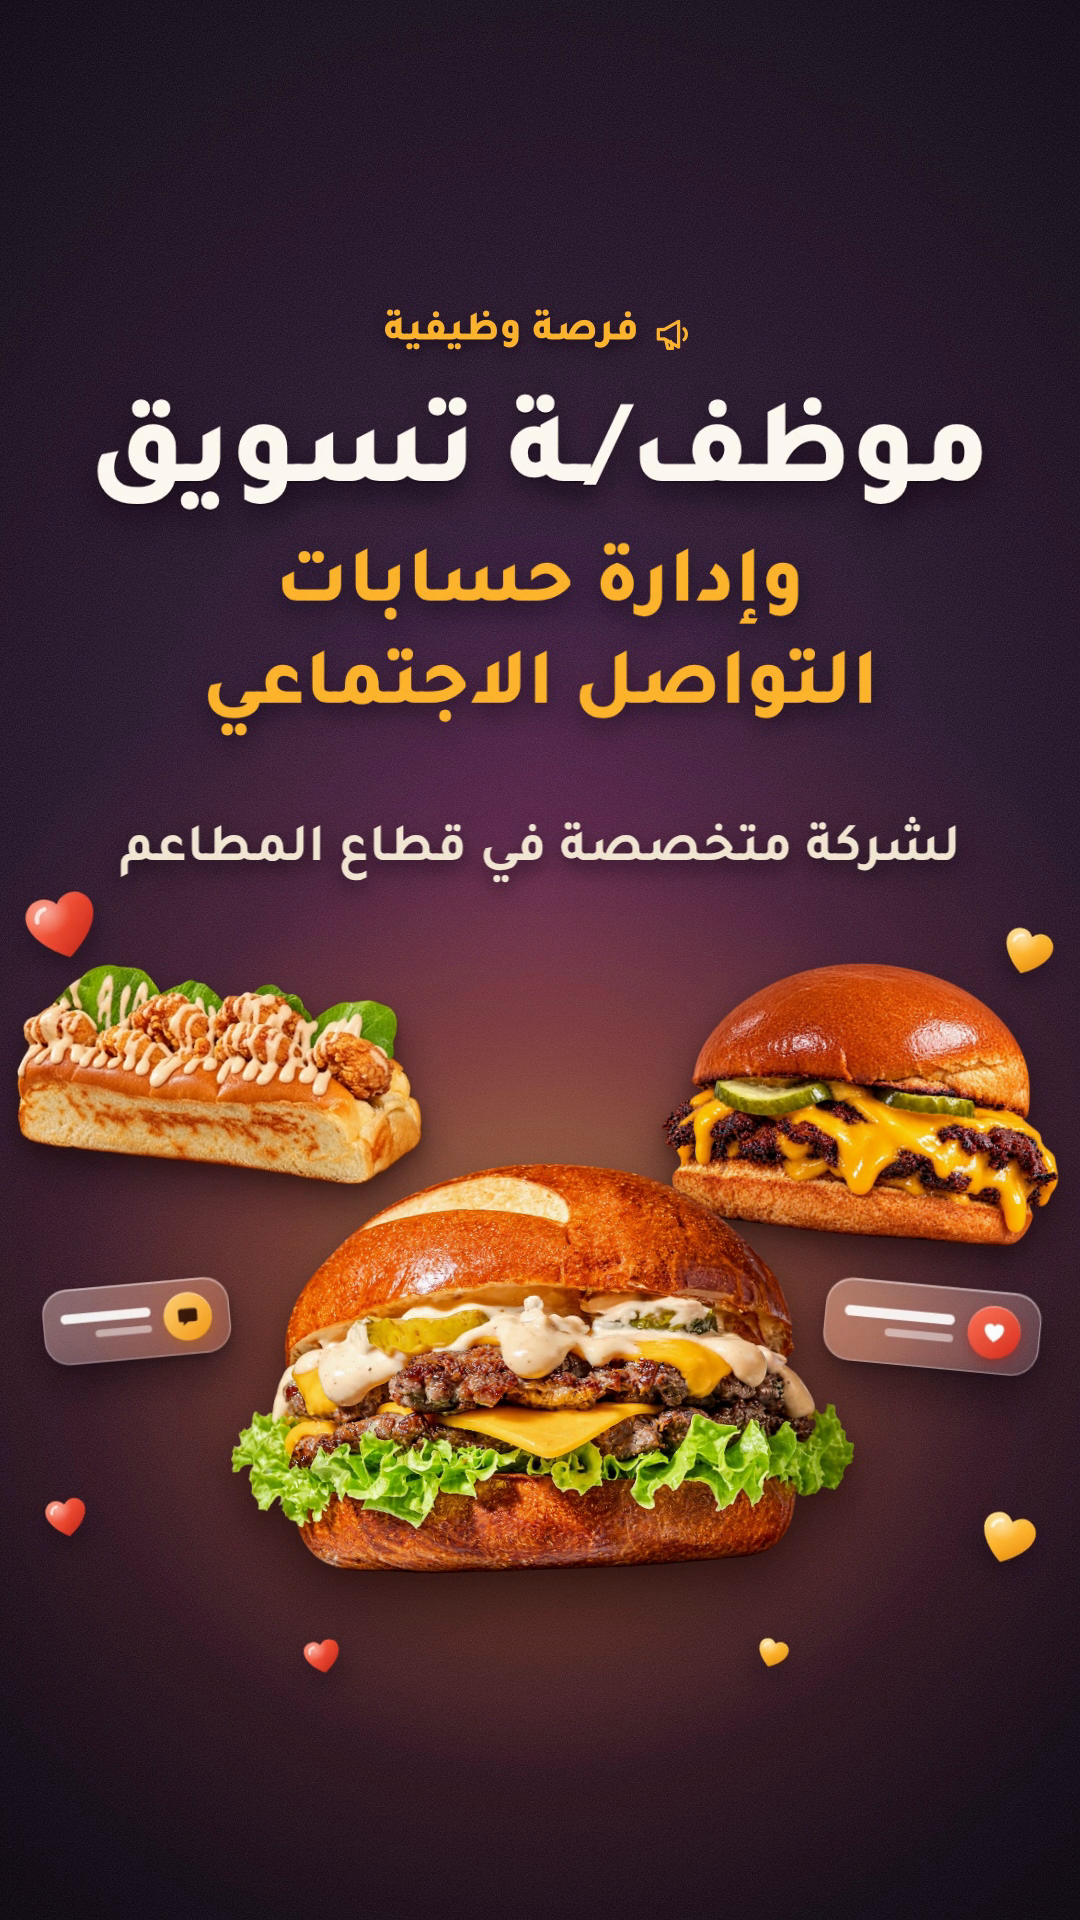 فرصة وظيفية
موظف/ة تسويق
وإدارة حسابات
التواصل الاجتماعي
لشركة متخصصة في قطاع المطاعم